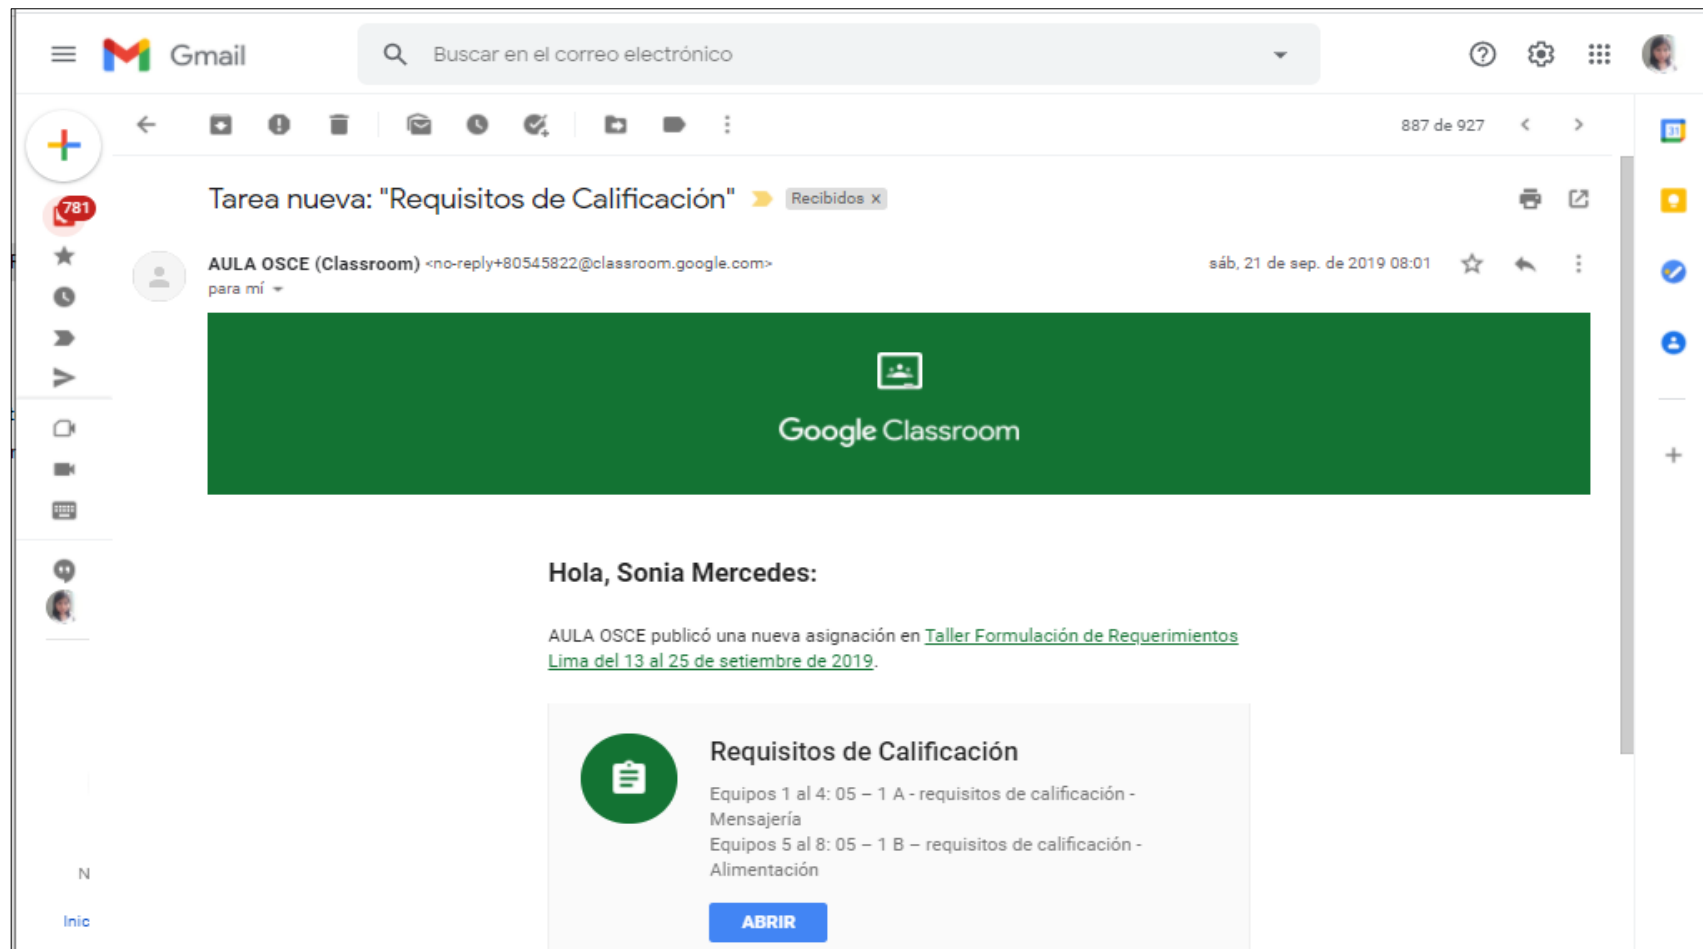 Gmail
Buscar en el correo electrónico
887 de 927
31
781
Tarea nueva: "Requisitos de Calificación"
Recibidos x
AULA OSCE (Classroom) <no-reply+80545822@classroom.google.com>
sáb, 21 de sep. de 2019 08:01
para mí
Google Classroom
Hola, Sonia Mercedes:
AULA OSCE publicó una nueva asignación en Taller Formulación de Requerimientos
Lima del 13 al 25 de setiembre de 2019.
Requisitos de Calificación
Equipos 1 al 4: 05 – 1 A - requisitos de calificación -
Mensajería
Equipos 5 al 8: 05 – 1 B – requisitos de calificación -
Alimentación
ABRIR
N
Inic